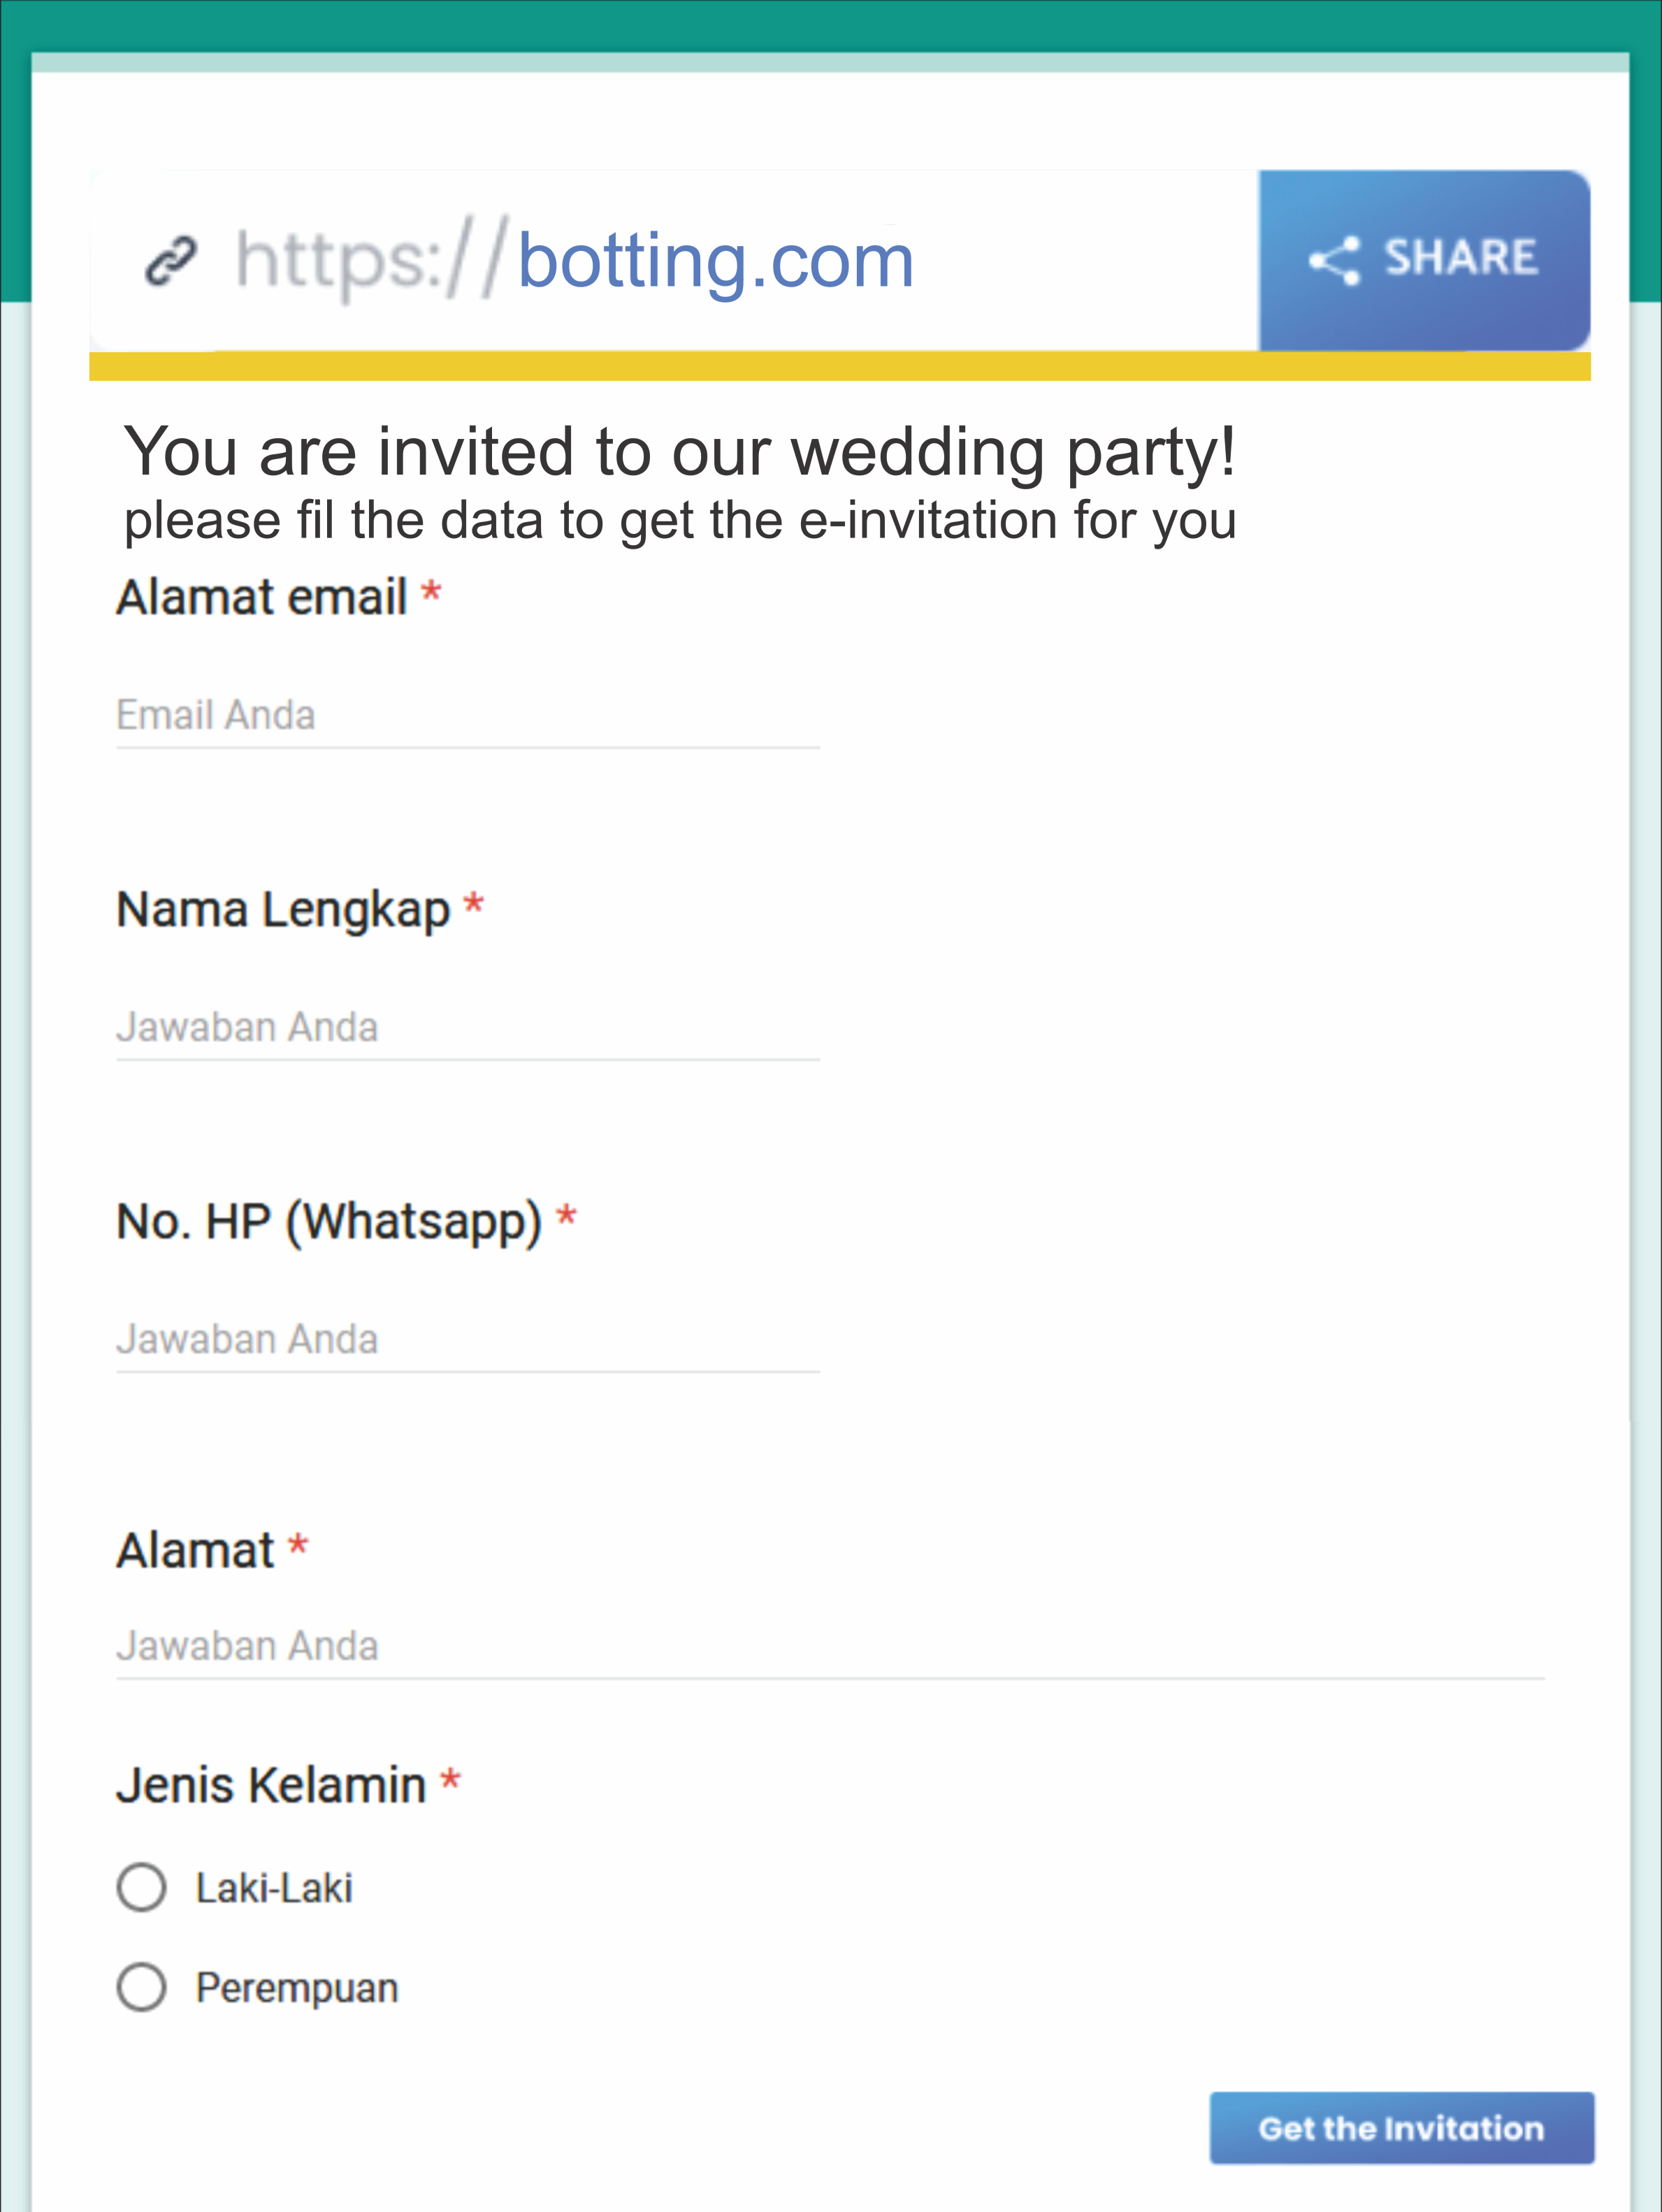 https://botting.com
SHARE
You are invited to our wedding party!
please fil the data to get the e-invitation for you
Alamat email *
Email Anda
Nama Lengkap *
Jawaban Anda
No. HP (Whatsapp) *
Jawaban Anda
Alamat *
Jawaban Anda
Jenis Kelamin *
Laki-Laki
Perempuan
Get the Invitation